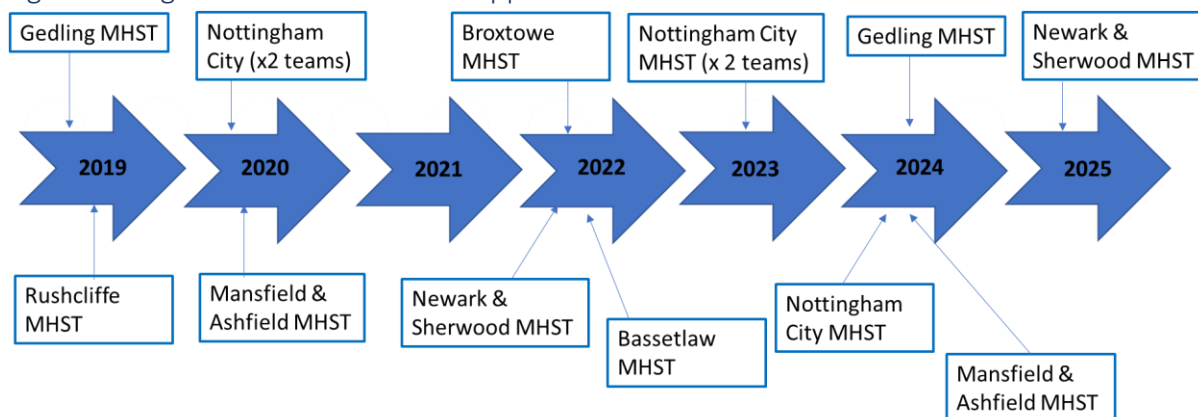 Gedling MHST
Nottingham
City (x2 teams)
Broxtowe
MHST
Nottingham City
MHST (x 2 teams)
Gedling MHST
Newark &
Sherwood MHST
2019
2020
2021
2022
2023
2024
2025
Rushcliffe
MHST
Mansfield &
Ashfield MHST
Newark &
Sherwood MHST
Bassetlaw
MHST
Nottingham
City MHST
Mansfield &
Ashfield MHST